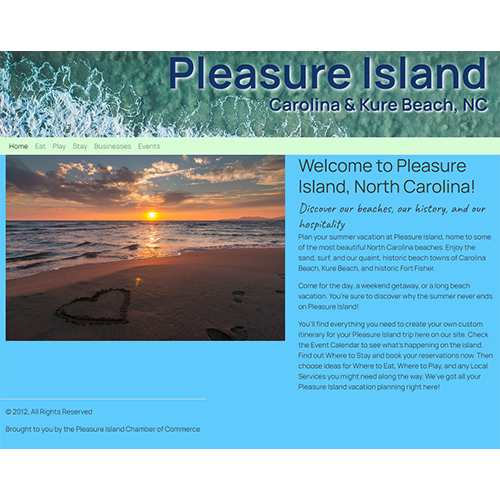 Pleasure Island
Carolina & Kure Beach, NC
Home Eat Play Stay Businesses Events
Welcome to Pleasure
Island, North Carolina!
Discover our beaches, our history, and our
hospitality
Plan your summer vacation at Pleasure Island, home to some
of the most beautiful North Carolina beaches. Enjoy the
sand, surf, and our quaint, historic beach towns of Carolina
Beach, Kure Beach, and historic Fort Fisher.
Come for the day, a weekend getaway, or a long beach
vacation. You're sure to discover why the summer never ends
on Pleasure Island!
You'll find everything you need to create your own custom
itinerary for your Pleasure Island trip here on our site. Check
the Event Calendar to see what's happening on the island.
Find out Where to Stay and book your reservations now. Then
choose ideas for Where to Eat, Where to Play, and any Local
Services you might need along the way. We've got all your
Pleasure Island vacation planning right here!
© 2012, All Rights Reserved
Brought to you by the Pleasure Island Chamber of Commerce